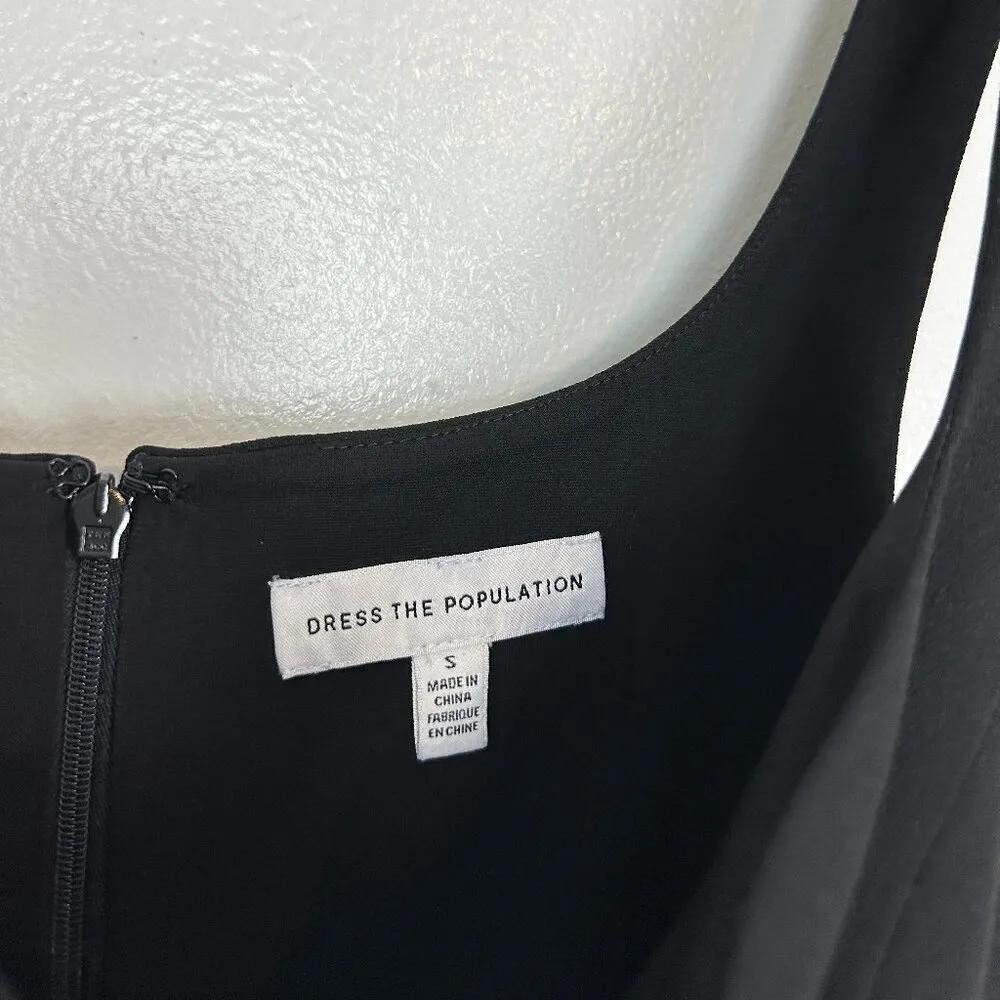 DRESS THE POPULATION
S
MADE IN
CHINA
FABRIQUE
EN CHINE